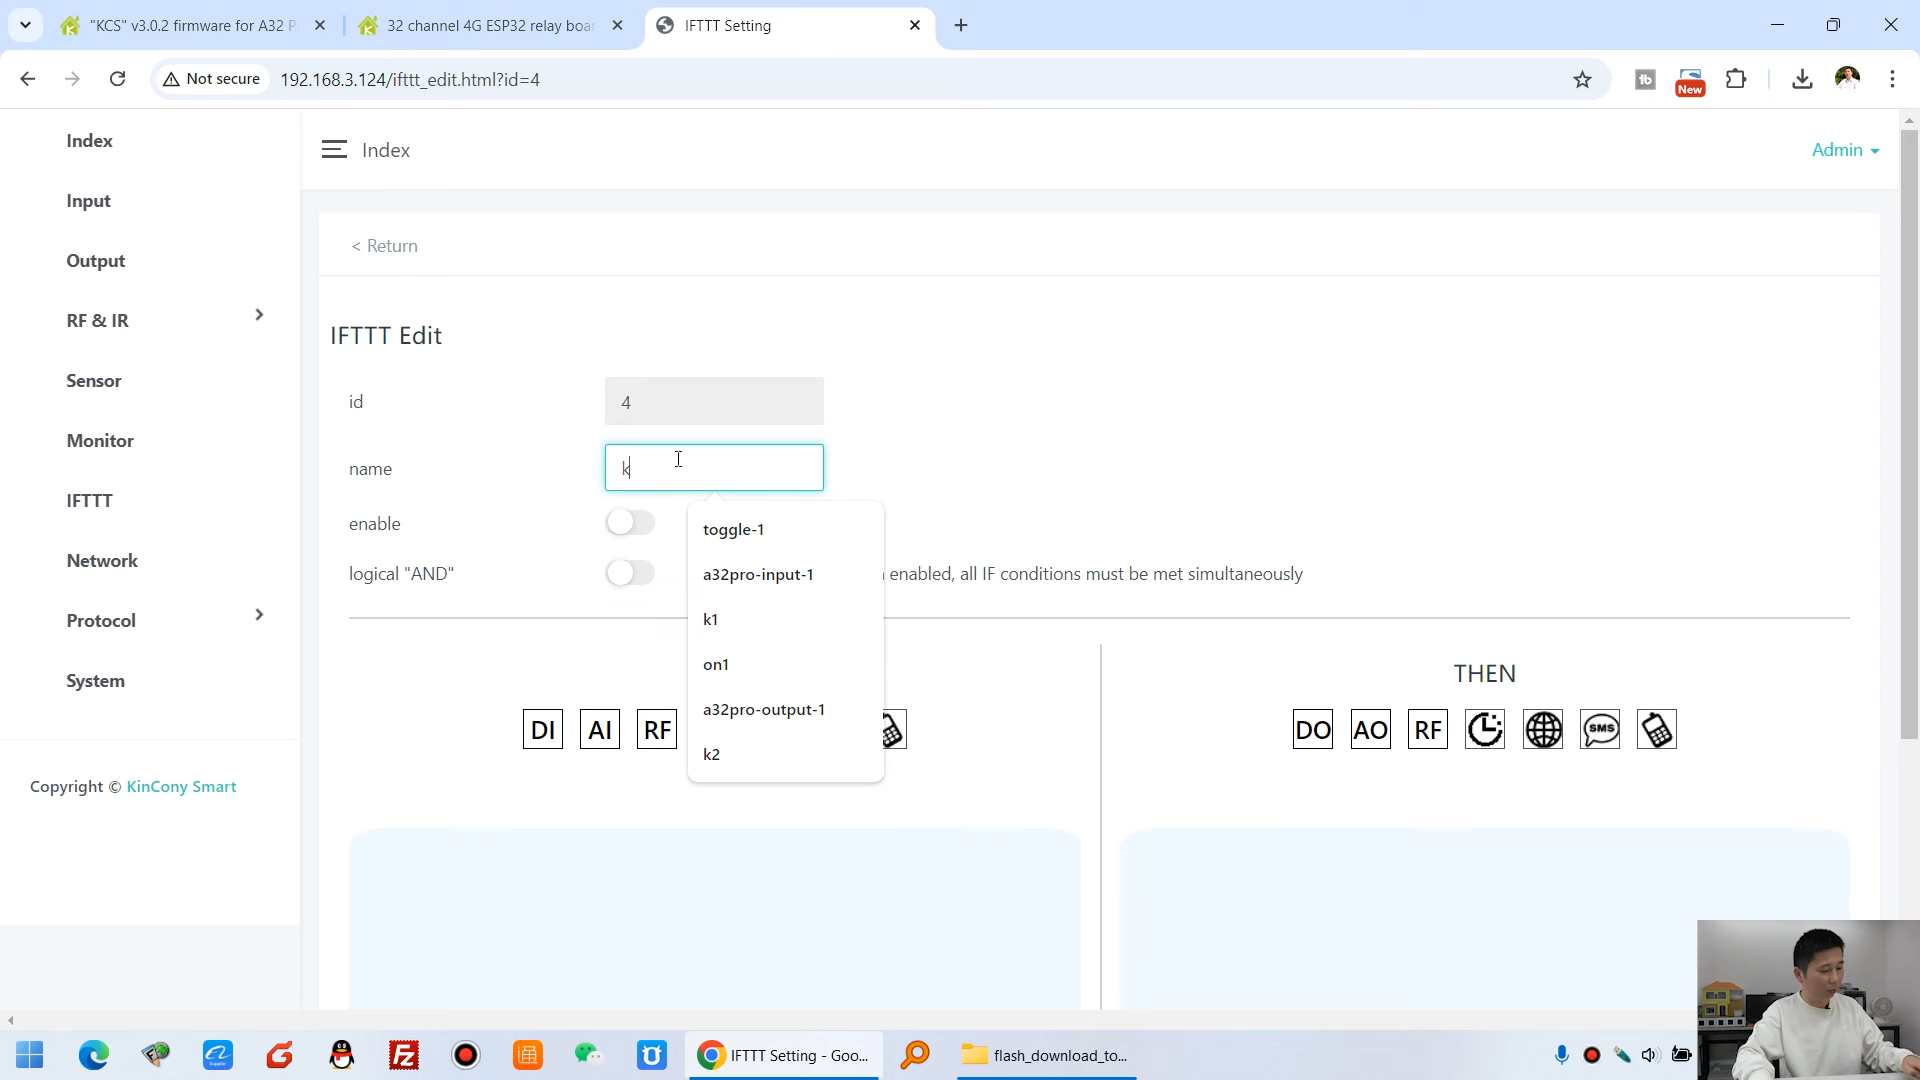 "KCS" v3.0.2 firmware for A32 P
32 channel 4G ESP32 relay boar
IFTTT Setting
Not secure
192.168.3.124/ifttt_edit.html?id=4
New
Index
Input
Output
RF & IR
Sensor
Monitor
IFTTT
Network
Protocol
System
Copyright © KinCony Smart
Index
Admin
< Return
IFTTT Edit
id
4
name
k
enable
logical "AND"
enabled, all IF conditions must be met simultaneously
toggle-1
a32pro-input-1
k1
on1
a32pro-output-1
k2
DI
AI
RF
THEN
DO
AO
RF
SMS
IFTTT Setting - Goo...
flash_download_to...